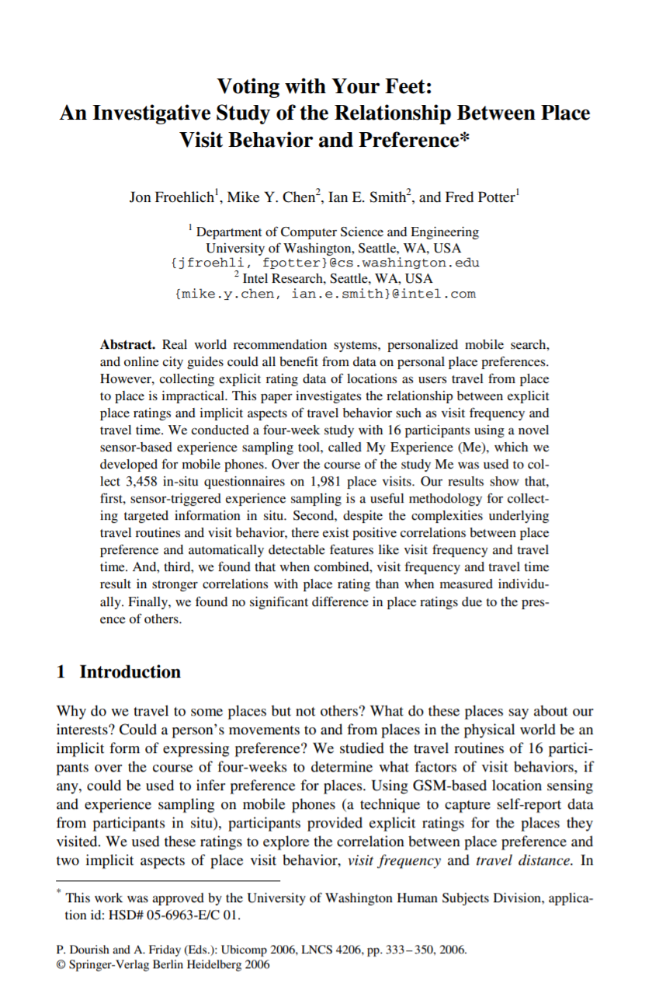 Voting with Your Feet:
An Investigative Study of the Relationship Between Place
Visit Behavior and Preference*
Jon Froehlich1, Mike Y. Chen2, Ian E. Smith2, and Fred Potter1
1 Department of Computer Science and Engineering
University of Washington, Seattle, WA, USA
{jfroehli, fpotter}@cs.washington.edu
2 Intel Research, Seattle, WA, USA
{mike.y.chen, ian.e.smith}@intel.com
Abstract. Real world recommendation systems, personalized mobile search,
and online city guides could all benefit from data on personal place preferences.
However, collecting explicit rating data of locations as users travel from place
to place is impractical. This paper investigates the relationship between explicit
place ratings and implicit aspects of travel behavior such as visit frequency and
travel time. We conducted a four-week study with 16 participants using a novel
sensor-based experience sampling tool, called My Experience (Me), which we
developed for mobile phones. Over the course of the study Me was used to col-
lect 3,458 in-situ questionnaires on 1,981 place visits. Our results show that,
first, sensor-triggered experience sampling is a useful methodology for collect-
ing targeted information in situ. Second, despite the complexities underlying
travel routines and visit behavior, there exist positive correlations between place
preference and automatically detectable features like visit frequency and travel
time. And, third, we found that when combined, visit frequency and travel time
result in stronger correlations with place rating than when measured individu-
ally. Finally, we found no significant difference in place ratings due to the pres-
ence of others.
1 Introduction
Why do we travel to some places but not others? What do these places say about our
interests? Could a person's movements to and from places in the physical world be an
implicit form of expressing preference? We studied the travel routines of 16 partici-
pants over the course of four-weeks to determine what factors of visit behaviors, if
any, could be used to infer preference for places. Using GSM-based location sensing
and experience sampling on mobile phones (a technique to capture self-report data
from participants in situ), participants provided explicit ratings for the places they
visited. We used these ratings to explore the correlation between place preference and
two implicit aspects of place visit behavior, visit frequency and travel distance. In
* This work was approved by the University of Washington Human Subjects Division, applica-
tion id: HSD# 05-6963-E/C 01.
P. Dourish and A. Friday (Eds.): Ubicomp 2006, LNCS 4206, pp. 333–350, 2006.
© Springer-Verlag Berlin Heidelberg 2006